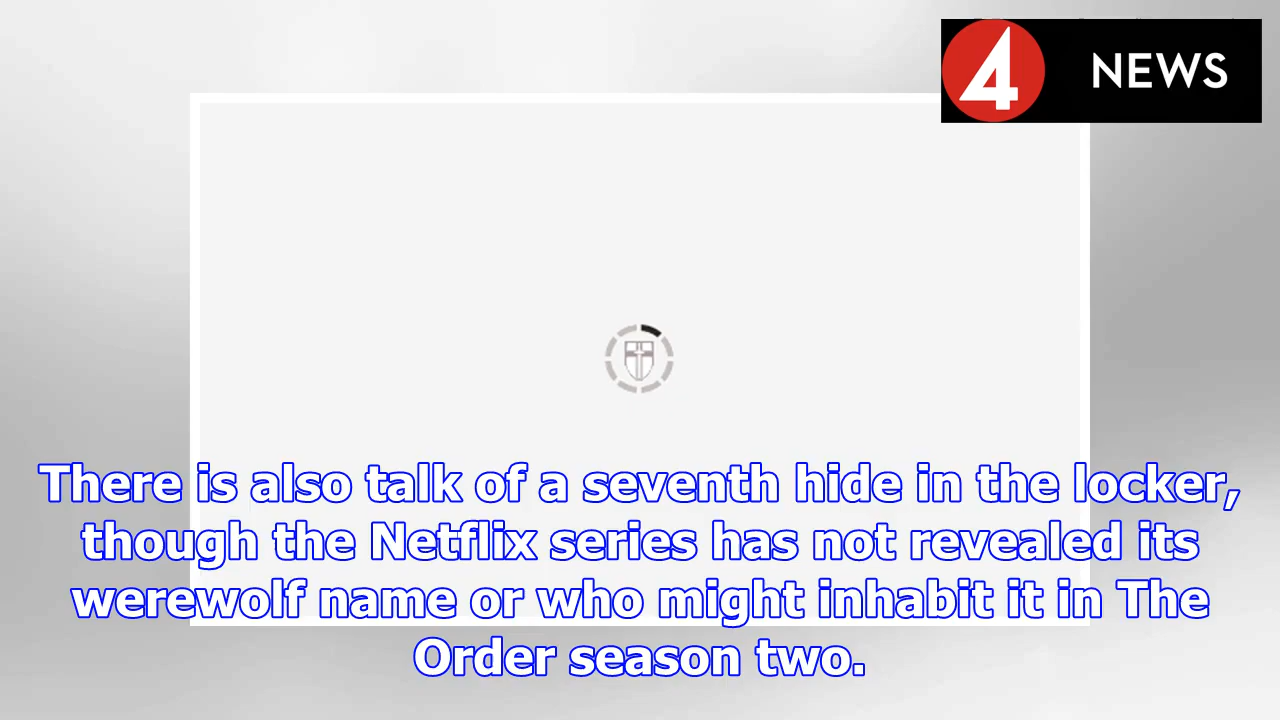 4 NEWS
There is also talk of a seventh hide in the locker,
though the Netflix series has not revealed its
werewolf name or who might inhabit it in The
Order season two.